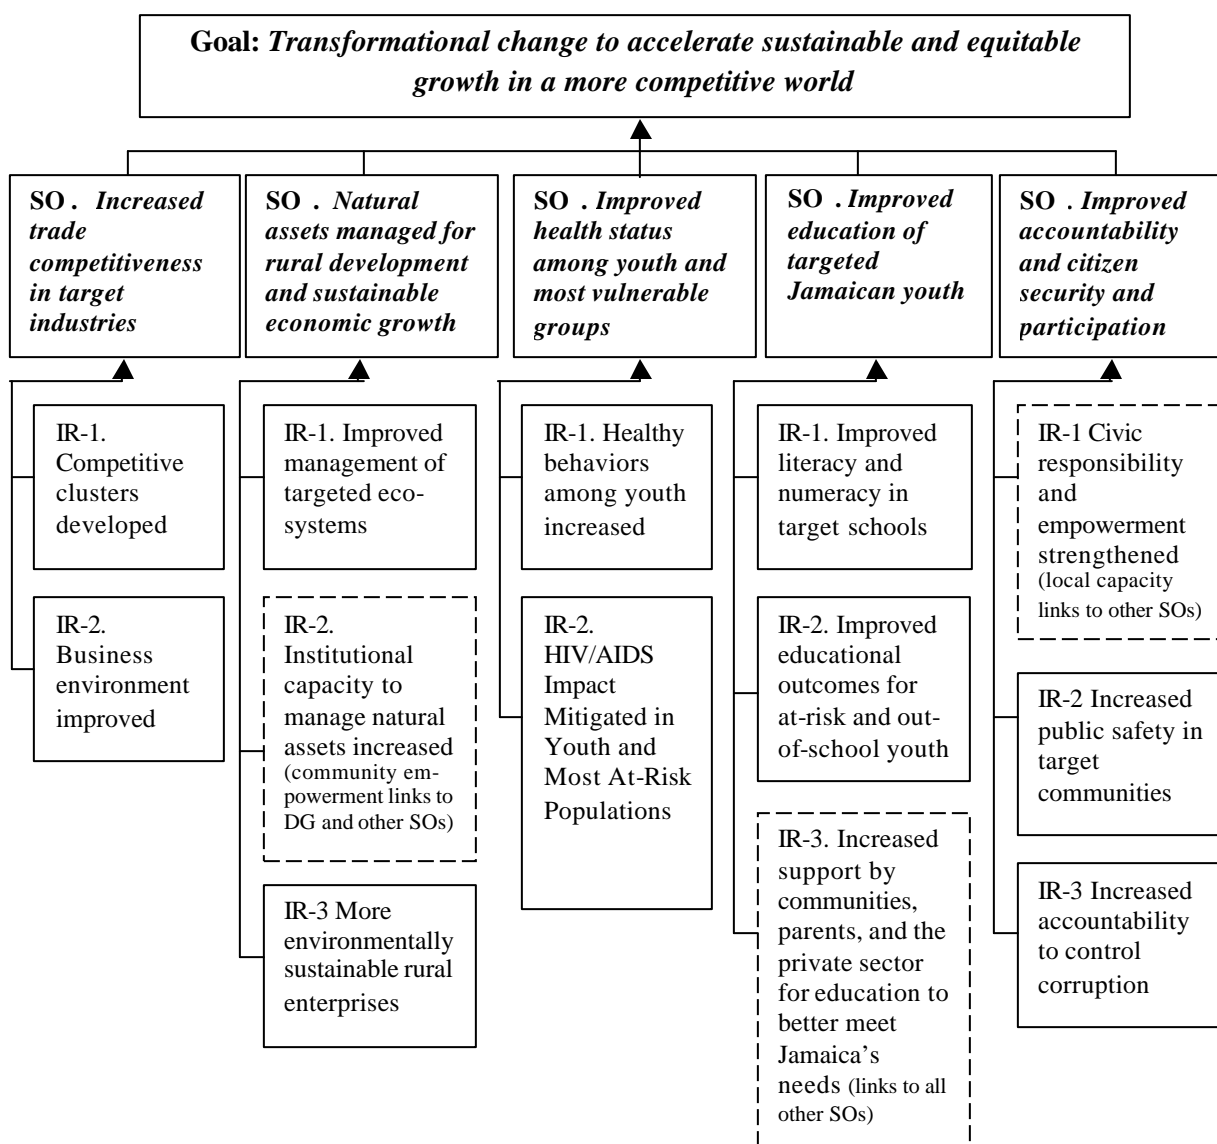 Goal: Transformational change to accelerate sustainable and equitable
growth in a more competitive world
SO . Increased
trade
competitiveness
in target
industries
SO . Natural
assets managed for
rural development
and sustainable
economic growth
SO . Improved
health status
among youth and
most vulnerable
groups
SO . Improved
education of
targeted
Jamaican youth
SO . Improved
accountability
and citizen
security and
participation
IR-1.
Competitive
clusters
developed
IR-2.
Business
environment
improved
IR-1. Improved
management of
targeted eco-
systems
IR-2.
Institutional
capacity to
manage natural
assets increased
(community em-
powerment links to
DG and other SOs)
IR-3 More
environmentally
sustainable rural
enterprises
IR-1. Healthy
behaviors
among youth
increased
IR-2.
HIV/AIDS
Impact
Mitigated in
Youth and
Most At-Risk
Populations
IR-1. Improved
literacy and
numeracy in
target schools
IR-2. Improved
educational
outcomes for
at-risk and out-
of-school youth
IR-3. Increased
support by
communities,
parents, and the
private sector
for education to
better meet
Jamaica's
needs (links to all
other SOs)
IR-1 Civic
responsibility
and
empowerment
strengthened
(local capacity
links to other SOs)
IR-2 Increased
public safety in
target
communities
IR-3 Increased
accountability
to control
corruption